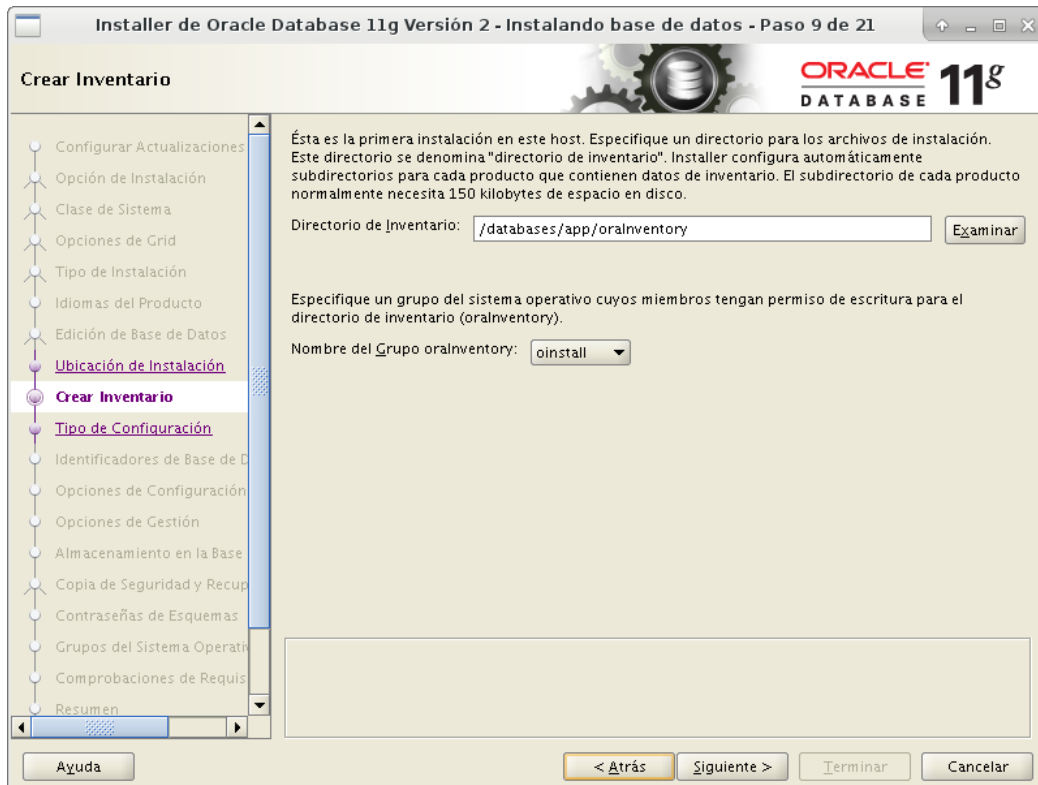 Installer de Oracle Database 11g Versión 2 - Instalando base de datos - Paso 9 de 21
Crear Inventario
ORACLE
DATABASE
11g
Configurar Actualizaciones
Opción de Instalación
Clase de Sistema
Opciones de Grid
Tipo de Instalación
Idiomas del Producto
Edición de Base de Datos
Ubicación de Instalación
Crear Inventario
Tipo de Configuración
Identificadores de Base de D
Opciones de Configuración
Opciones de Gestión
Almacenamiento en la Base
Copia de Seguridad y Recup
Contraseñas de Esquemas
Grupos del Sistema Operativ
Comprobaciones de Requis
Resumen
Ésta es la primera instalación en este host. Especifique un directorio para los archivos de instalación.
Este directorio se denomina "directorio de inventario". Installer configura automáticamente
subdirectorios para cada producto que contienen datos de inventario. El subdirectorio de cada producto
normalmente necesita 150 kilobytes de espacio en disco.
Directorio de Inventario: /databases/app/oraInventory Examinar
Especifique un grupo del sistema operativo cuyos miembros tengan permiso de escritura para el
directorio de inventario (oraInventory).
Nombre del Grupo oraInventory: oinstall
Ayuda < Atrás Siguiente > Terminar Cancelar